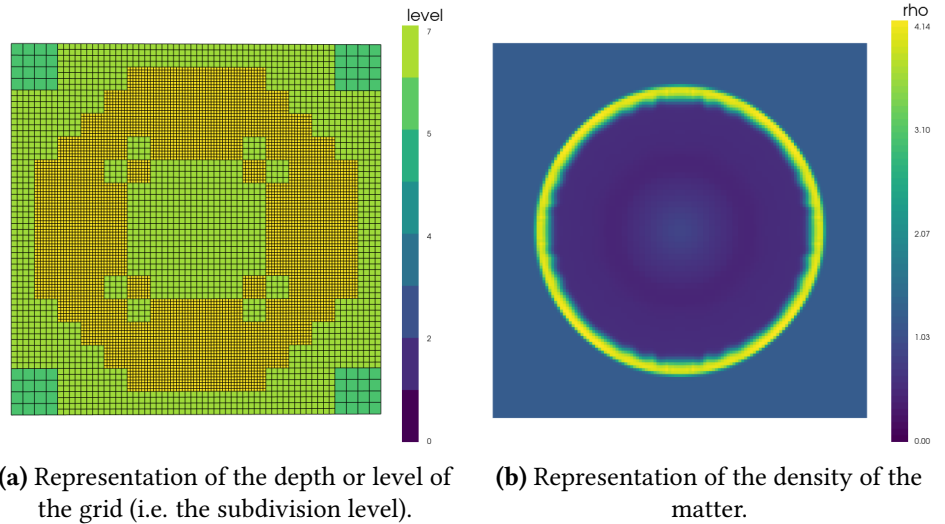 level
7
5
4
2
0
rho
4.14
3.10
2.07
1.03
0.00
(a) Representation of the depth or level of
the grid (i.e. the subdivision level).
(b) Representation of the density of the
matter.